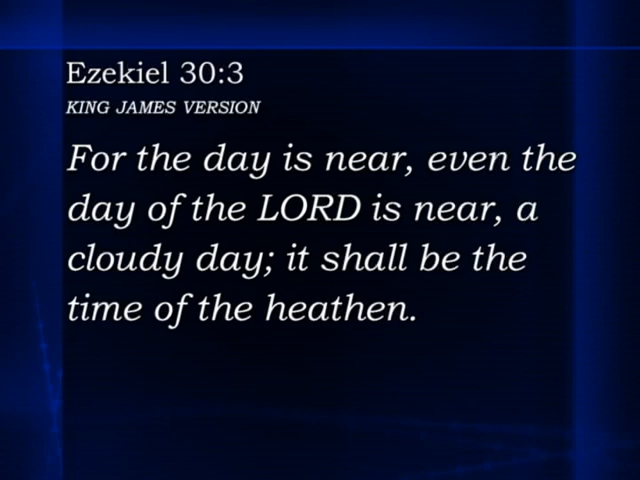 Ezekiel 30:3
KING JAMES VERSION
For the day is near, even the
day of the LORD is near, a
cloudy day; it shall be the
time of the heathen.